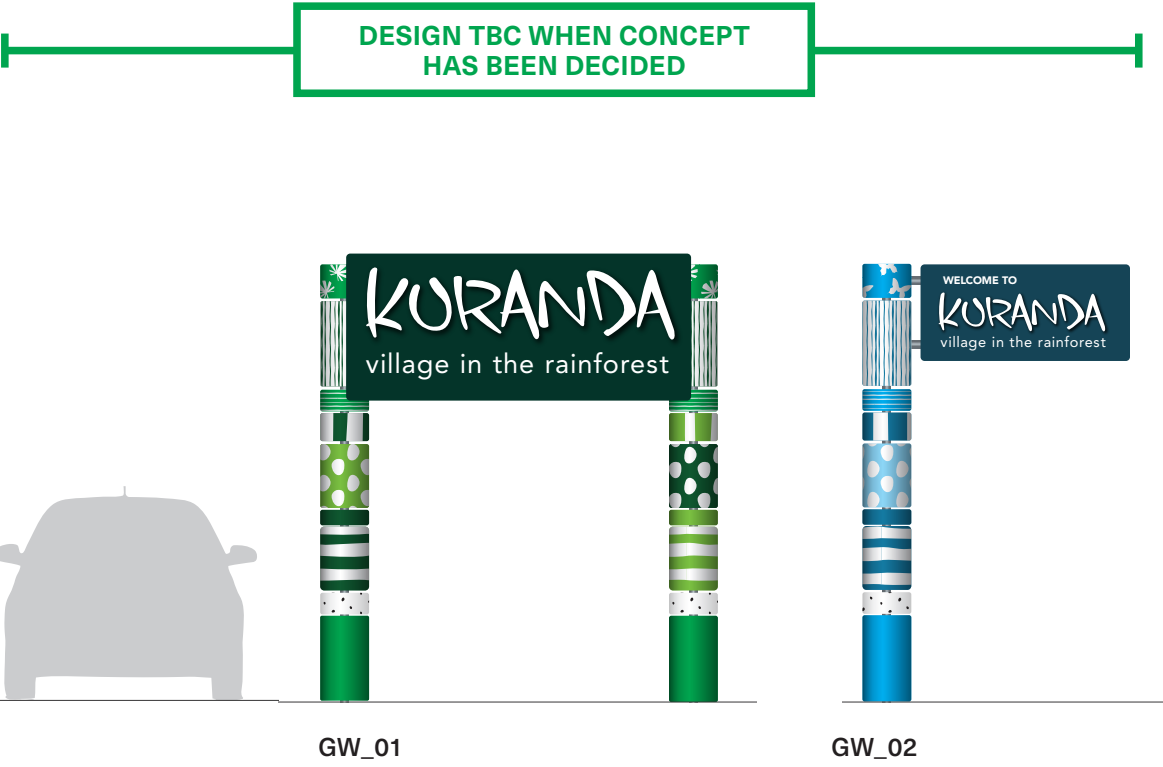 DESIGN TBC WHEN CONCEPT
HAS BEEN DECIDED
KURANDA
village in the rainforest
WELCOME TO
KURANDA
village in the rainforest
GW_01
GW_02